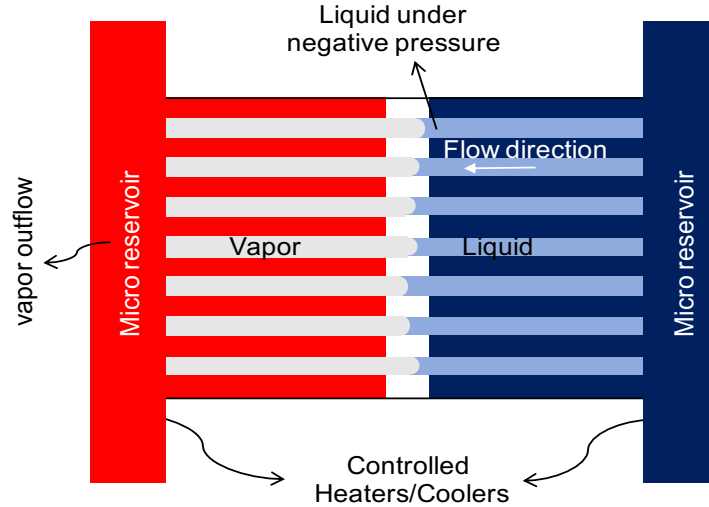 Liquid under
negative pressure
Flow direction
vapor outflow
Micro reservoir
Vapor
Liquid
Micro reservoir
Controlled
Heaters/Coolers